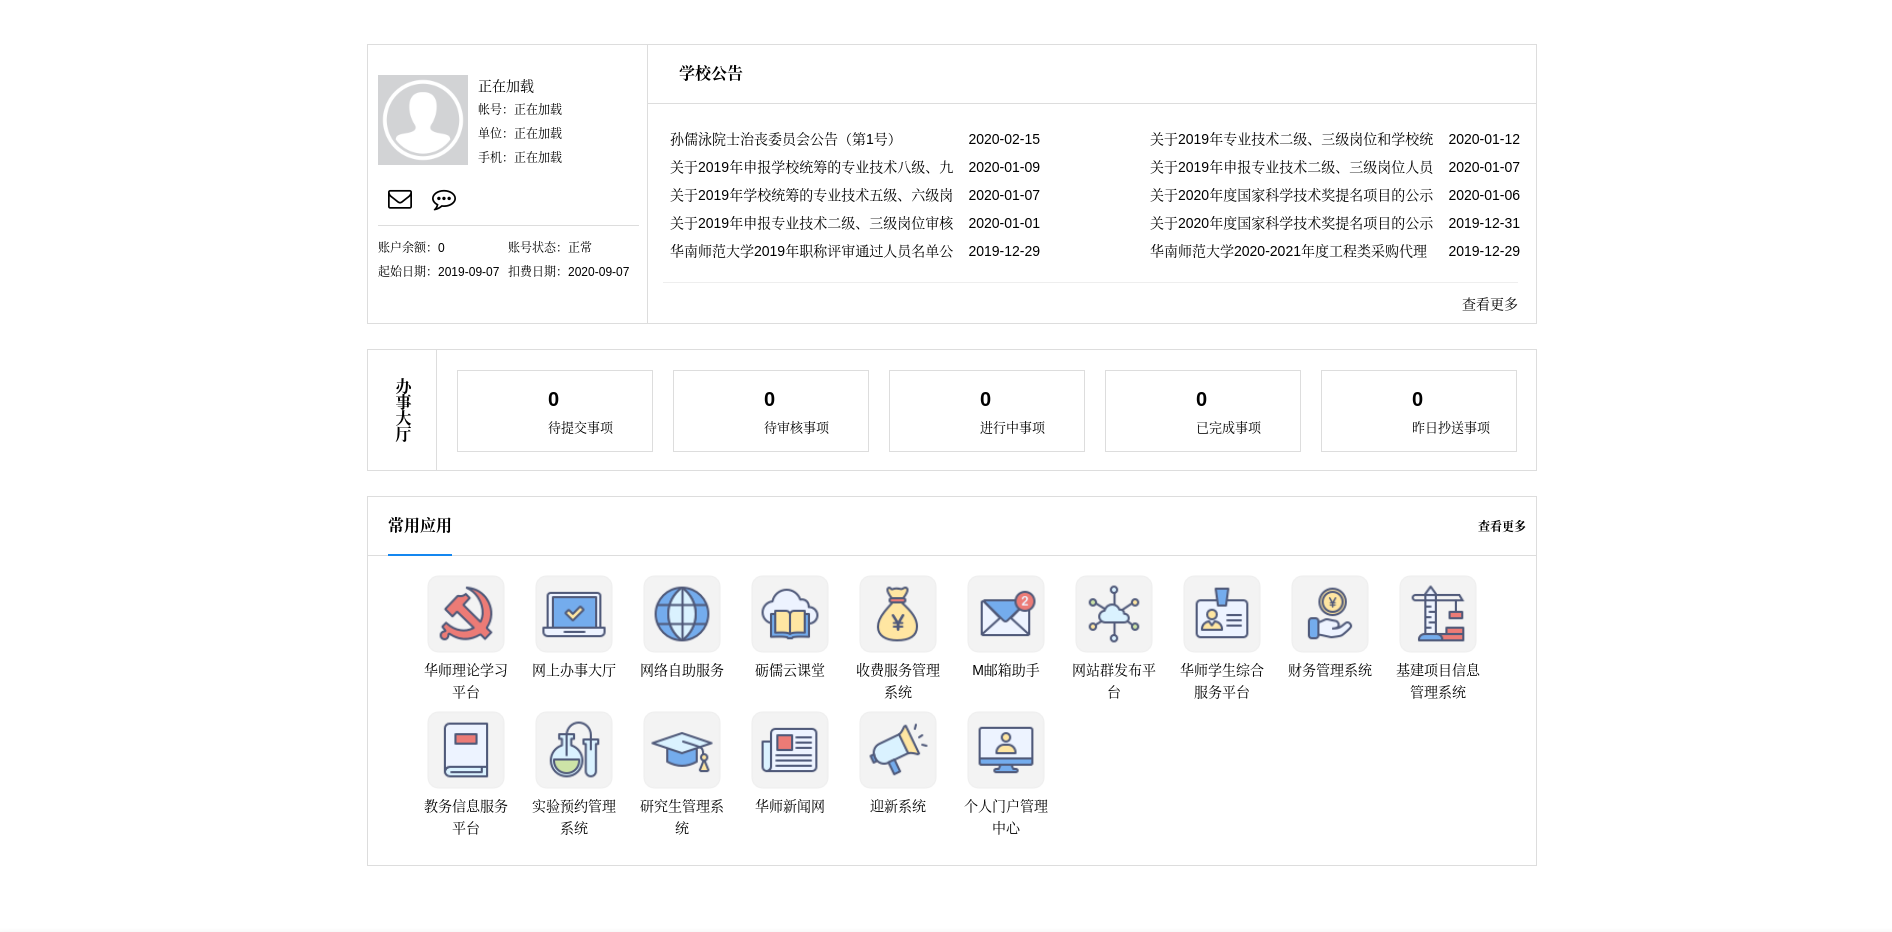 正在加载
帐号：正在加载
单位：正在加载
手机：正在加载
账户余额：0 账号状态：正常
起始日期：2019-09-07 扣费日期：2020-09-07
学校公告
孙儒泳院士治丧委员会公告（第1号） 2020-02-15
关于2019年专业技术二级、三级岗位和学校统 2020-01-12
关于2019年申报学校统筹的专业技术八级、九 2020-01-09
关于2019年申报专业技术二级、三级岗位人员 2020-01-07
关于2019年学校统筹的专业技术五级、六级岗 2020-01-07
关于2020年度国家科学技术奖提名项目的公示 2020-01-06
关于2019年申报专业技术二级、三级岗位审核 2020-01-01
关于2020年度国家科学技术奖提名项目的公示 2019-12-31
华南师范大学2019年职称评审通过人员名单公 2019-12-29
华南师范大学2020-2021年度工程类采购代理 2019-12-29
查看更多
办事大厅
0
待提交事项
0
待审核事项
0
进行中事项
0
已完成事项
0
昨日抄送事项
常用应用
查看更多
2
¥
¥
华师理论学习
平台
网上办事大厅
网络自助服务
砺儒云课堂
收费服务管理
系统
M邮箱助手
网站群发布平
台
华师学生综合
服务平台
财务管理系统
基建项目信息
管理系统
教务信息服务
平台
实验预约管理
系统
研究生管理系
统
华师新闻网
迎新系统
个人门户管理
中心